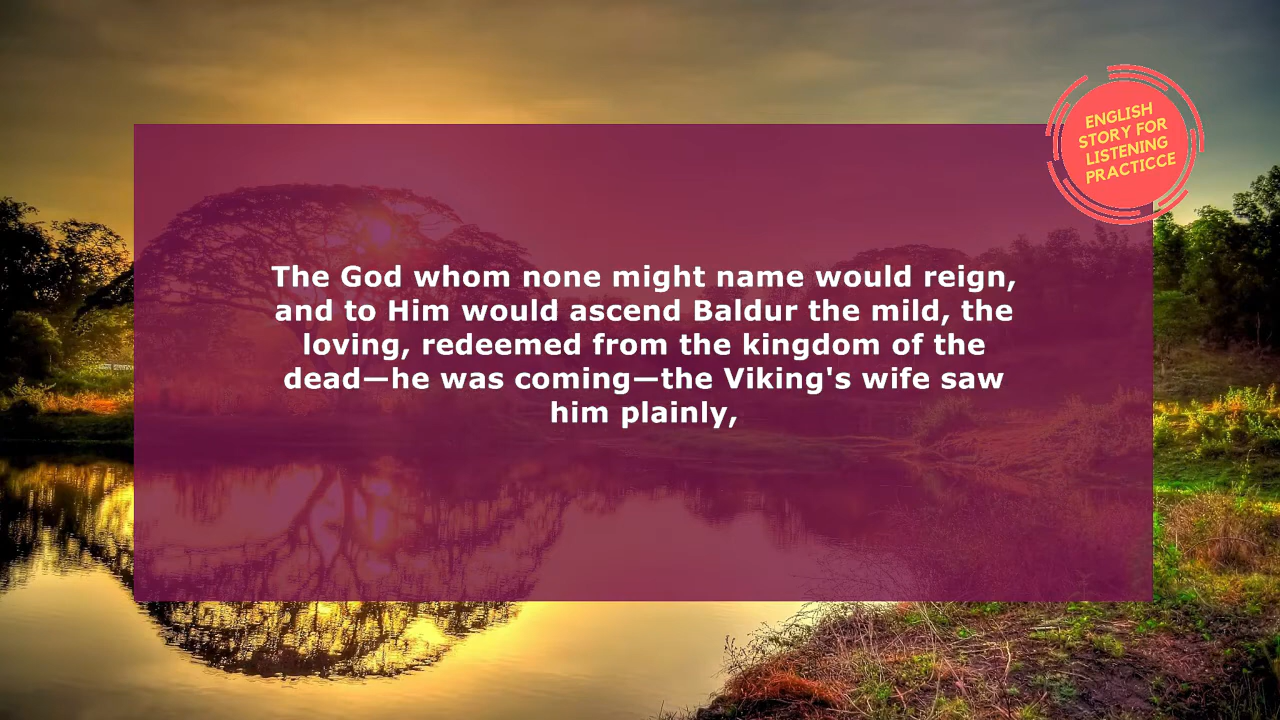 ENGLISH
STORY FOR
LISTENING
PRACTICCE
The God whom none might name would reign,
and to Him would ascend Baldur the mild, the
loving, redeemed from the kingdom of the
dead—he was coming—the Viking's wife saw
him plainly,